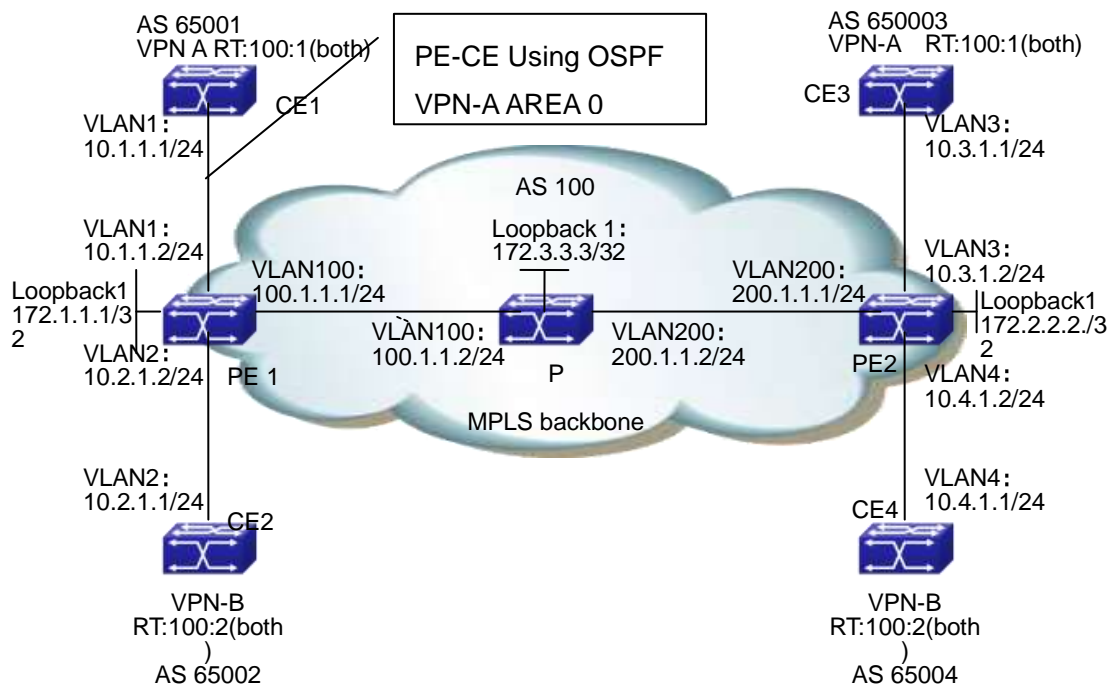 AS 65001
VPN A RT:100:1(both)
CE1
VLAN1:
10.1.1.1/24
PE-CE Using OSPF
VPN-A AREA 0
AS 650003
VPN-A RT:100:1(both)
CE3
VLAN3:
10.3.1.1/24
AS 100
VLAN1:
10.1.1.2/24
Loopback 1:
172.3.3.3/32
VLAN3:
10.3.1.2/24
Loopback1
172.1.1.1/3
2
VLAN100:
100.1.1.1/24
VLAN200:
200.1.1.1/24
Loopback1
172.2.2.2./3
2
VLAN2:
10.2.1.2/24
PE 1
VLAN100:
100.1.1.2/24
P
VLAN200:
200.1.1.2/24
PE2
VLAN4:
10.4.1.2/24
MPLS backbone
VLAN2:
10.2.1.1/24
CE2
VLAN4:
10.4.1.1/24
CE4
VPN-B
RT:100:2(both
)
AS 65002
VPN-B
RT:100:2(both
)
AS 65004